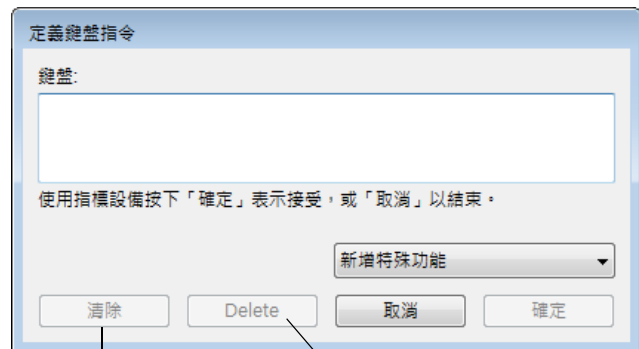 定義鍵盤指令
鍵盤:
使用指標設備按下「確定」表示接受，或「取消」以結束。
新增特殊功能
清除 Delete 取消 確定